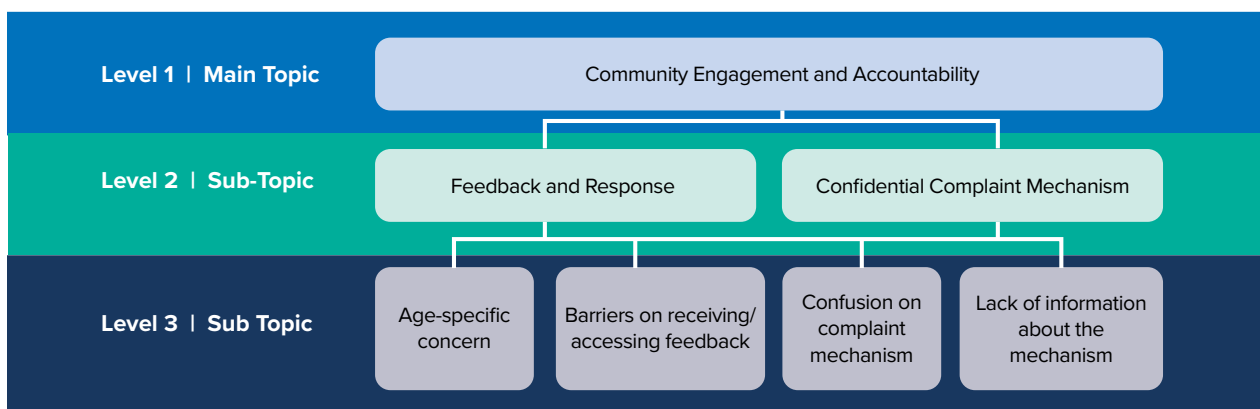 Level 1 | Main Topic
Community Engagement and Accountability
Level 2 | Sub-Topic
Feedback and Response
Confidential Complaint Mechanism
Level 3 | Sub Topic
Age-specific
concern
Barriers on receiving/
accessing feedback
Confusion on
complaint
mechanism
Lack of information
about the
mechanism